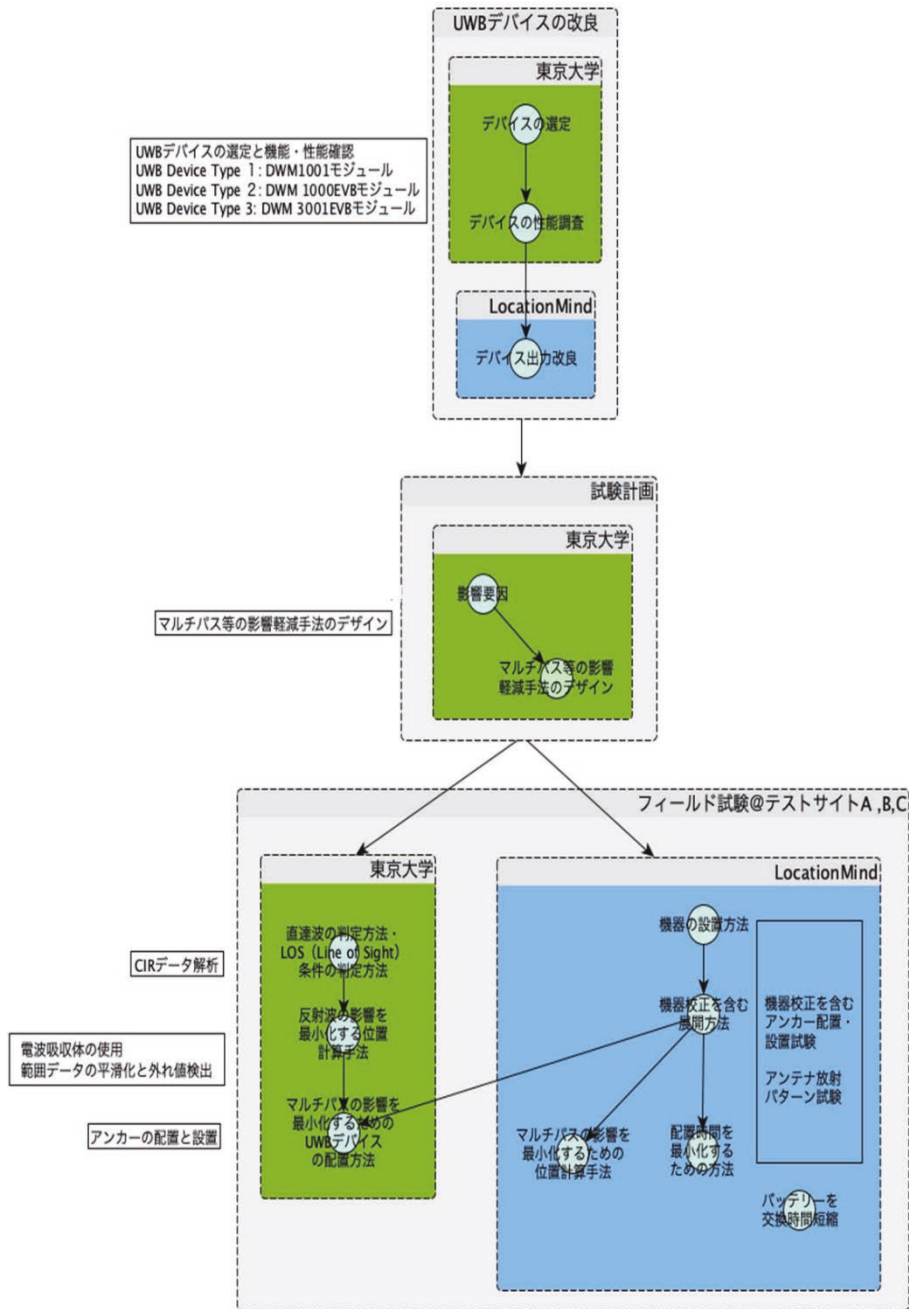 UWBデバイスの改良
東京大学
デバイスの選定
UWBデバイスの選定と機能・性能確認
UWB Device Type 1: DWM1001モジュール
UWB Device Type 2: DWM 1000EVBモジュール
UWB Device Type 3: DWM 3001EVBモジュール
デバイスの性能調査
LocationMind
デバイス出力改良
試験計画
東京大学
影響要因
マルチパス等の影響軽減手法のデザイン
マルチパス等の影響
軽減手法のデザイン
フィールド試験@テストサイトA ,B,C
東京大学
直達波の判定方法・
LOS（Line of Sight）
条件の判定方法
CIRデータ解析
反射波の影響を
最小化する位置
計算手法
電波吸収体の使用
範囲データの平滑化と外れ値検出
マルチパスの影響を
最小化するための
UWBデバイス
の配置方法
アンカーの配置と設置
LocationMind
機器の設置方法
機器校正を含む
展開方法
機器校正を含む
アンカー配置・
設置試験
アンテナ放射
パターン試験
マルチパスの影響を
最小化するための
位置計算手法
配置時間を
最小化する
ための方法
バッテリーを
交換時間短縮